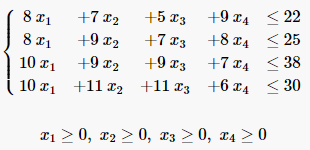 8 x₁ +7 x₂ +5 x₃ +9 x₄ ≤ 22
8 x₁ +9 x₂ +7 x₃ +8 x₄ ≤ 25
10 x₁ +9 x₂ +9 x₃ +7 x₄ ≤ 38
10 x₁ +11 x₂ +11 x₃ +6 x₄ ≤ 30
x₁ ≥ 0, x₂ ≥ 0, x₃ ≥ 0, x₄ ≥ 0